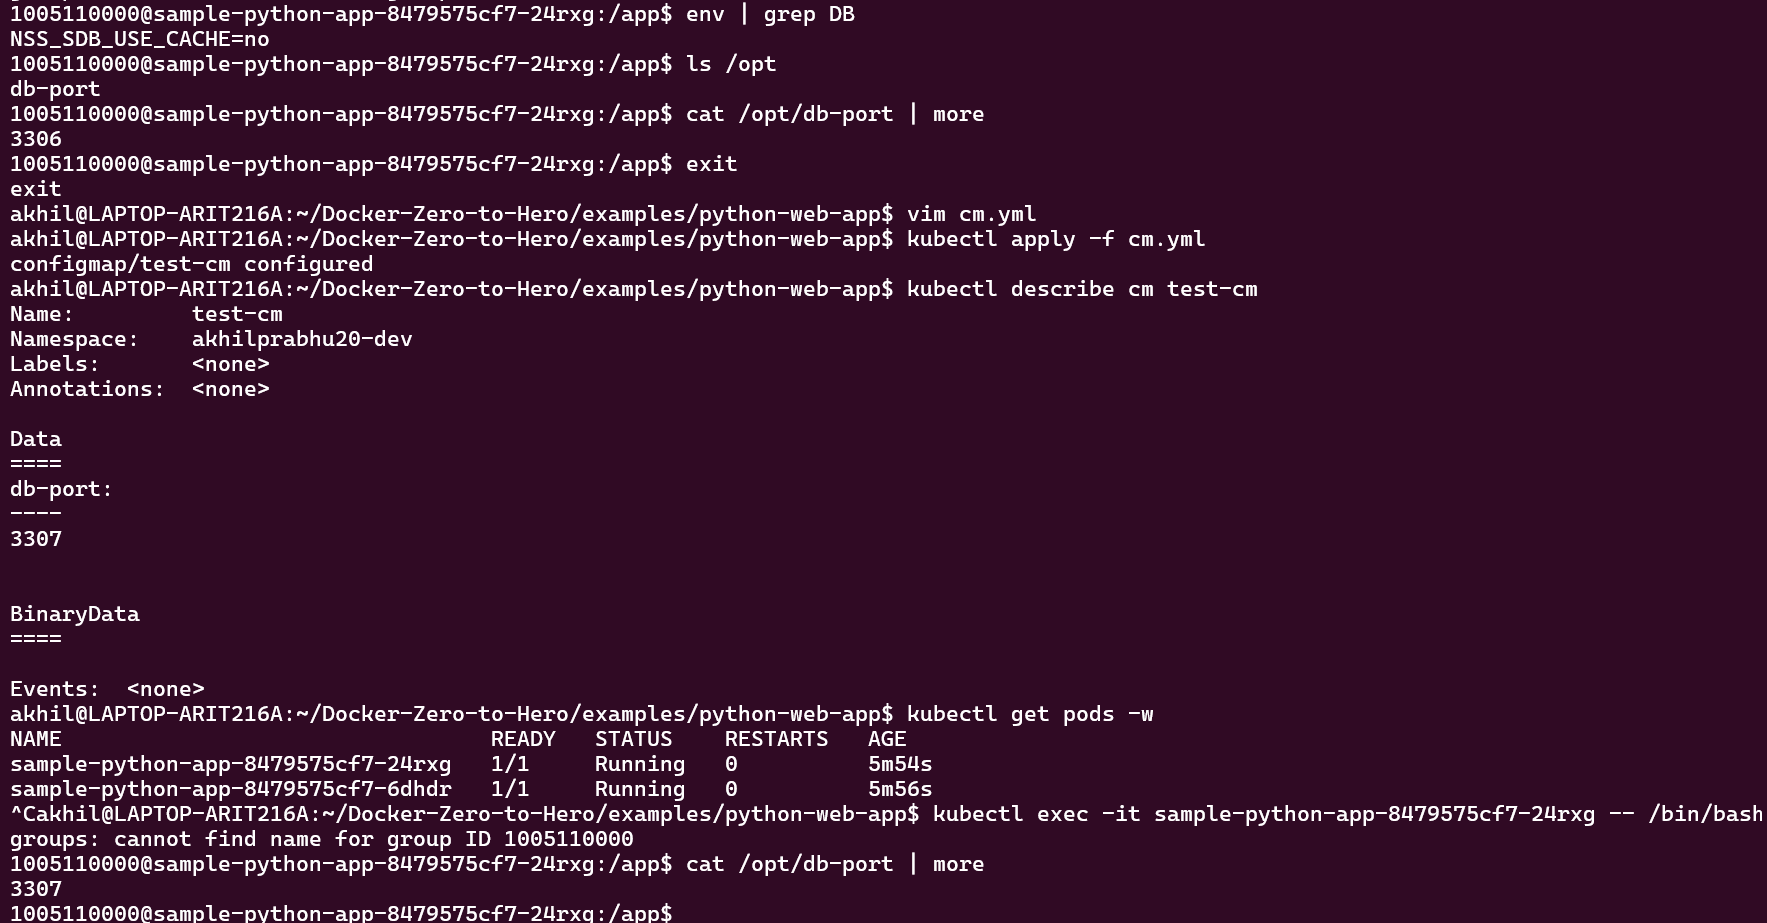 1005110000@sample-python-app-8479575cf7-24rxg:/app$ env | grep DB
NSS_SDB_USE_CACHE=no
1005110000@sample-python-app-8479575cf7-24rxg:/app$ ls /opt
db-port
1005110000@sample-python-app-8479575cf7-24rxg:/app$ cat /opt/db-port | more
3306
1005110000@sample-python-app-8479575cf7-24rxg:/app$ exit
exit
akhil@LAPTOP-ARIT216A:~/Docker-Zero-to-Hero/examples/python-web-app$ vim cm.yml
akhil@LAPTOP-ARIT216A:~/Docker-Zero-to-Hero/examples/python-web-app$ kubectl apply -f cm.yml
configmap/test-cm configured
akhil@LAPTOP-ARIT216A:~/Docker-Zero-to-Hero/examples/python-web-app$ kubectl describe cm test-cm
Name:         test-cm
Namespace:    akhilprabhu20-dev
Labels:       <none>
Annotations:  <none>

Data
====
db-port:
----
3307


BinaryData
====

Events:  <none>
akhil@LAPTOP-ARIT216A:~/Docker-Zero-to-Hero/examples/python-web-app$ kubectl get pods -w
NAME                                 READY   STATUS    RESTARTS   AGE
sample-python-app-8479575cf7-24rxg   1/1     Running   0          5m54s
sample-python-app-8479575cf7-6dhdr   1/1     Running   0          5m56s
^Cakhil@LAPTOP-ARIT216A:~/Docker-Zero-to-Hero/examples/python-web-app$ kubectl exec -it sample-python-app-8479575cf7-24rxg -- /bin/bash
groups: cannot find name for group ID 1005110000
1005110000@sample-python-app-8479575cf7-24rxg:/app$ cat /opt/db-port | more
3307
1005110000@sample-python-app-8479575cf7-24rxg:/app$